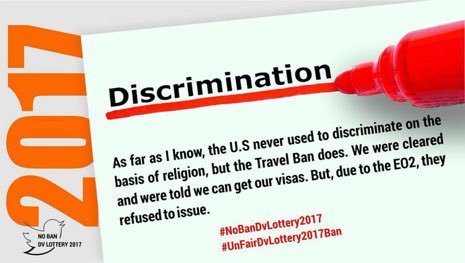 2017
Discrimination
As far as I know, the U.S never used to discriminate on the
basis of religion, but the Travel Ban does. We were cleared
and were told we can get our visas. But, due to the EO2, they
refused to issue.
#NoBanDvLottery2017
#UnFairDvLottery2017Ban
NO BAN
DV LOTTERY 2017